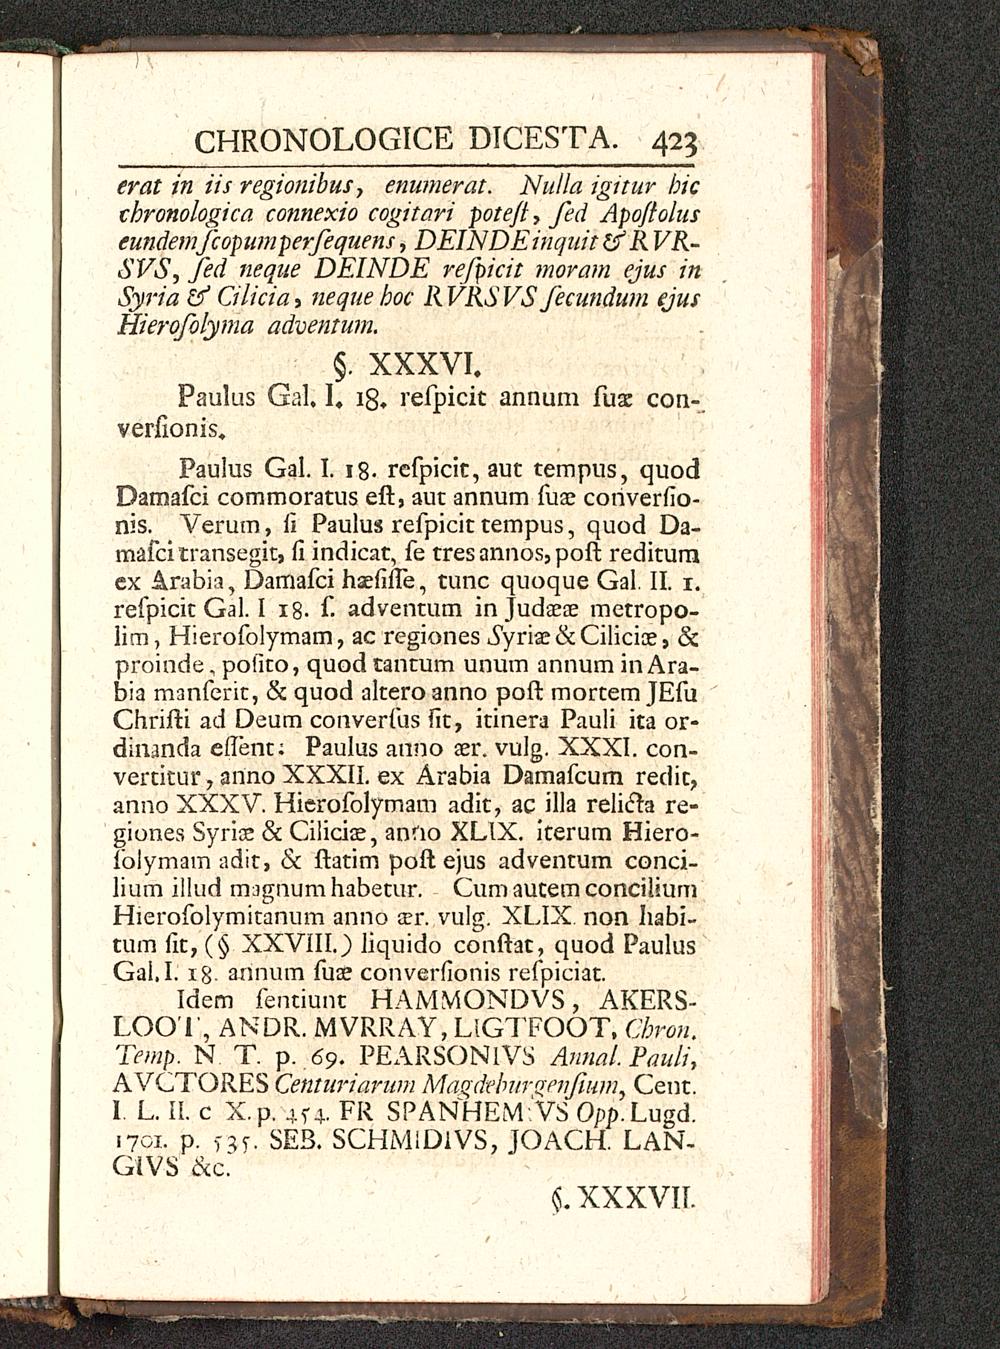 CHRONOLOGICE DICESTA. 423
erat in iis regionibus, enumerat. Nulla igitur hic
chronologica connexio cogitari poteſt, ſed Apoſtolus
eundem ſcopum perſequens, DEINDE inquit & RVR-
SVS, ſed neque DEINDE reſpicit moram ejus in
Syria & Cilicia, neque hoc RVRSVS ſecundum ejus
Hieroſolyma adventum.
§. XXXVI.
Paulus Gal. I. 18. reſpicit annum ſuæ con-
verſionis.
Paulus Gal. I. 18. reſpicit, aut tempus, quod
Damaſci commoratus eſt, aut annum ſuæ converſio-
nis. Verum, ſi Paulus reſpicit tempus, quod Da-
maſci transegit, ſi indicat, ſe tres annos, poſt reditum
ex Arabia, Damaſci hæſiſſe, tunc quoque Gal. II. 1.
reſpicit Gal. I 18. ſ. adventum in Judææ metropo-
lim, Hieroſolymam, ac regiones Syriæ & Ciliciæ, &
proinde, poſito, quod tantum unum annum in Ara-
bia manſerit, & quod altero anno poſt mortem JEſu
Chriſti ad Deum converſus ſit, itinera Pauli ita or-
dinanda eſſent: Paulus anno ær. vulg. XXXI. con-
vertitur, anno XXXII. ex Arabia Damaſcum redit,
anno XXXV. Hieroſolymam adit, ac illa relicta re-
giones Syriæ & Ciliciæ, anno XLIX. iterum Hiero-
ſolymam adit, & ſtatim poſt ejus adventum conci-
lium illud magnum habetur. Cum autem concilium
Hieroſolymitanum anno ær. vulg. XLIX. non habi-
tum ſit, (§ XXVIII.) liquido conſtat, quod Paulus
Gal. I. 18. annum ſuæ converſionis reſpiciat.
Idem ſentiunt HAMMONDVS, AKERS-
LOOT, ANDR. MVRRAY, LIGTFOOT, Chron.
Temp. N T. p. 69. PEARSONIVS Annal. Pauli,
AVCTORES Centuriarum Magdeburgenſium, Cent.
I. L. II. c X. p. 454. FR SPANHEMIVS Opp. Lugd.
1701. p. 535. SEB. SCHMIDIVS, JOACH. LAN-
GIVS &c.
§. XXXVII.